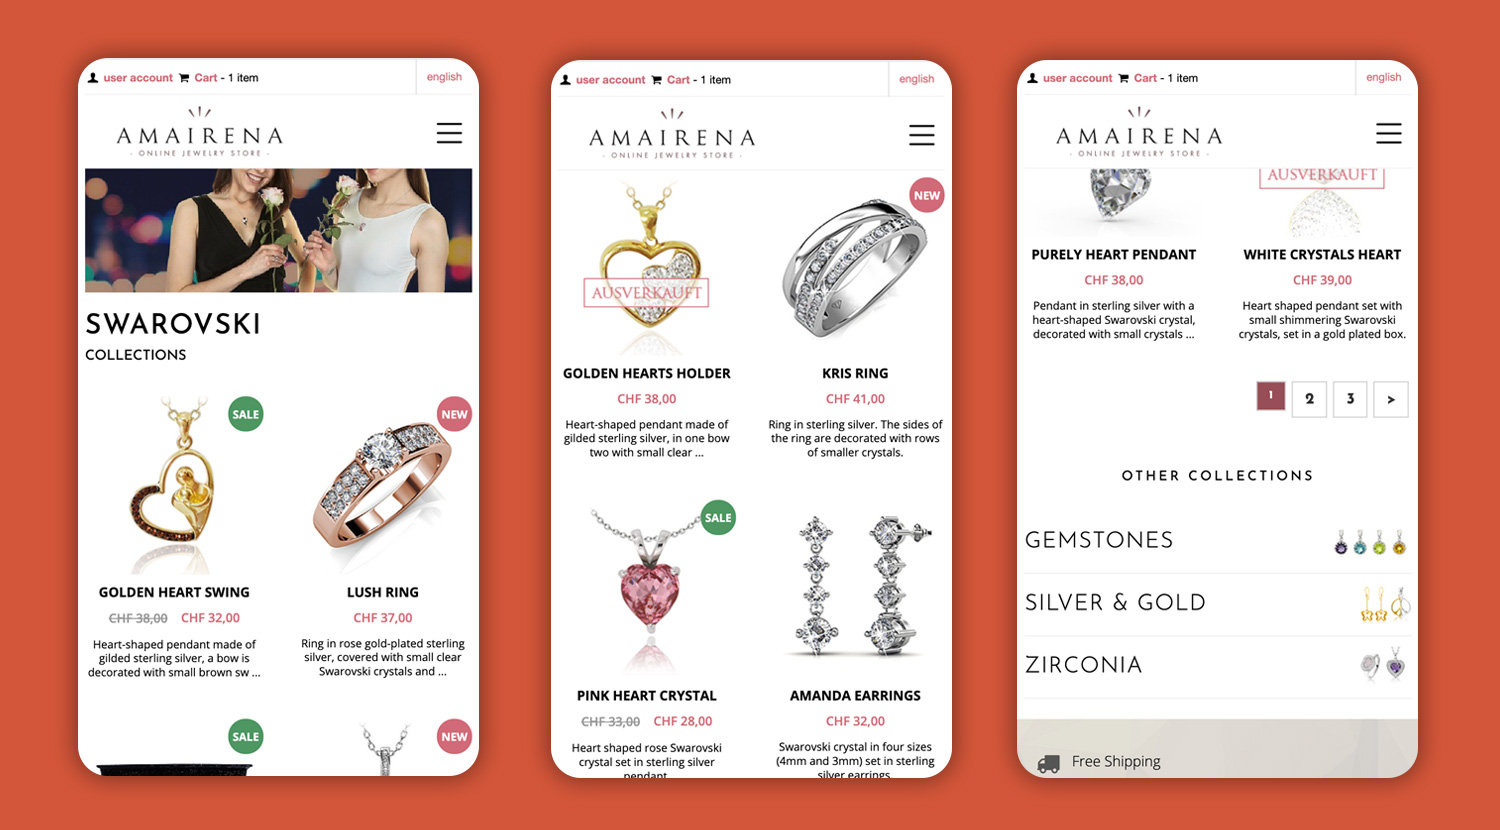 user account Cart - 1 item
english
AMAIRENA
- ONLINE JEWELRY STORE -
SWAROVSKI
COLLECTIONS
SALE
NEW
GOLDEN HEART SWING
CHF 38,00 CHF 32,00
Heart-shaped pendant made of
gilded sterling silver, a bow is
decorated with small brown sw ...
LUSH RING
CHF 37,00
Ring in rose gold-plated sterling
silver, covered with small clear
Swarovski crystals and ...
SALE
NEW
user account Cart - 1 item
english
AMAIRENA
- ONLINE JEWELRY STORE -
NEW
AUSVERKAUFT
GOLDEN HEARTS HOLDER
CHF 38,00
Heart-shaped pendant made of
gilded sterling silver, in one bow
two with small clear ...
KRIS RING
CHF 41,00
Ring in sterling silver. The sides of
the ring are decorated with rows
of smaller crystals.
SALE
PINK HEART CRYSTAL
CHF 33,00 CHF 28,00
Heart shaped rose Swarovski
crystal set in sterling silver
pendant
AMANDA EARRINGS
CHF 32,00
Swarovski crystal in four sizes
(4mm and 3mm) set in sterling
silver earrings.
user account Cart - 1 item
english
AMAIRENA
- ONLINE JEWELRY STORE -
AUSVERKAUFT
PURELY HEART PENDANT
CHF 38,00
Pendant in sterling silver with a
heart-shaped Swarovski crystal,
decorated with small crystals ...
WHITE CRYSTALS HEART
CHF 39,00
Heart shaped pendant set with
small shimmering Swarovski
crystals, set in a gold plated box.
1 2 3 >
OTHER COLLECTIONS
GEMSTONES
SILVER & GOLD
ZIRCONIA
Free Shipping